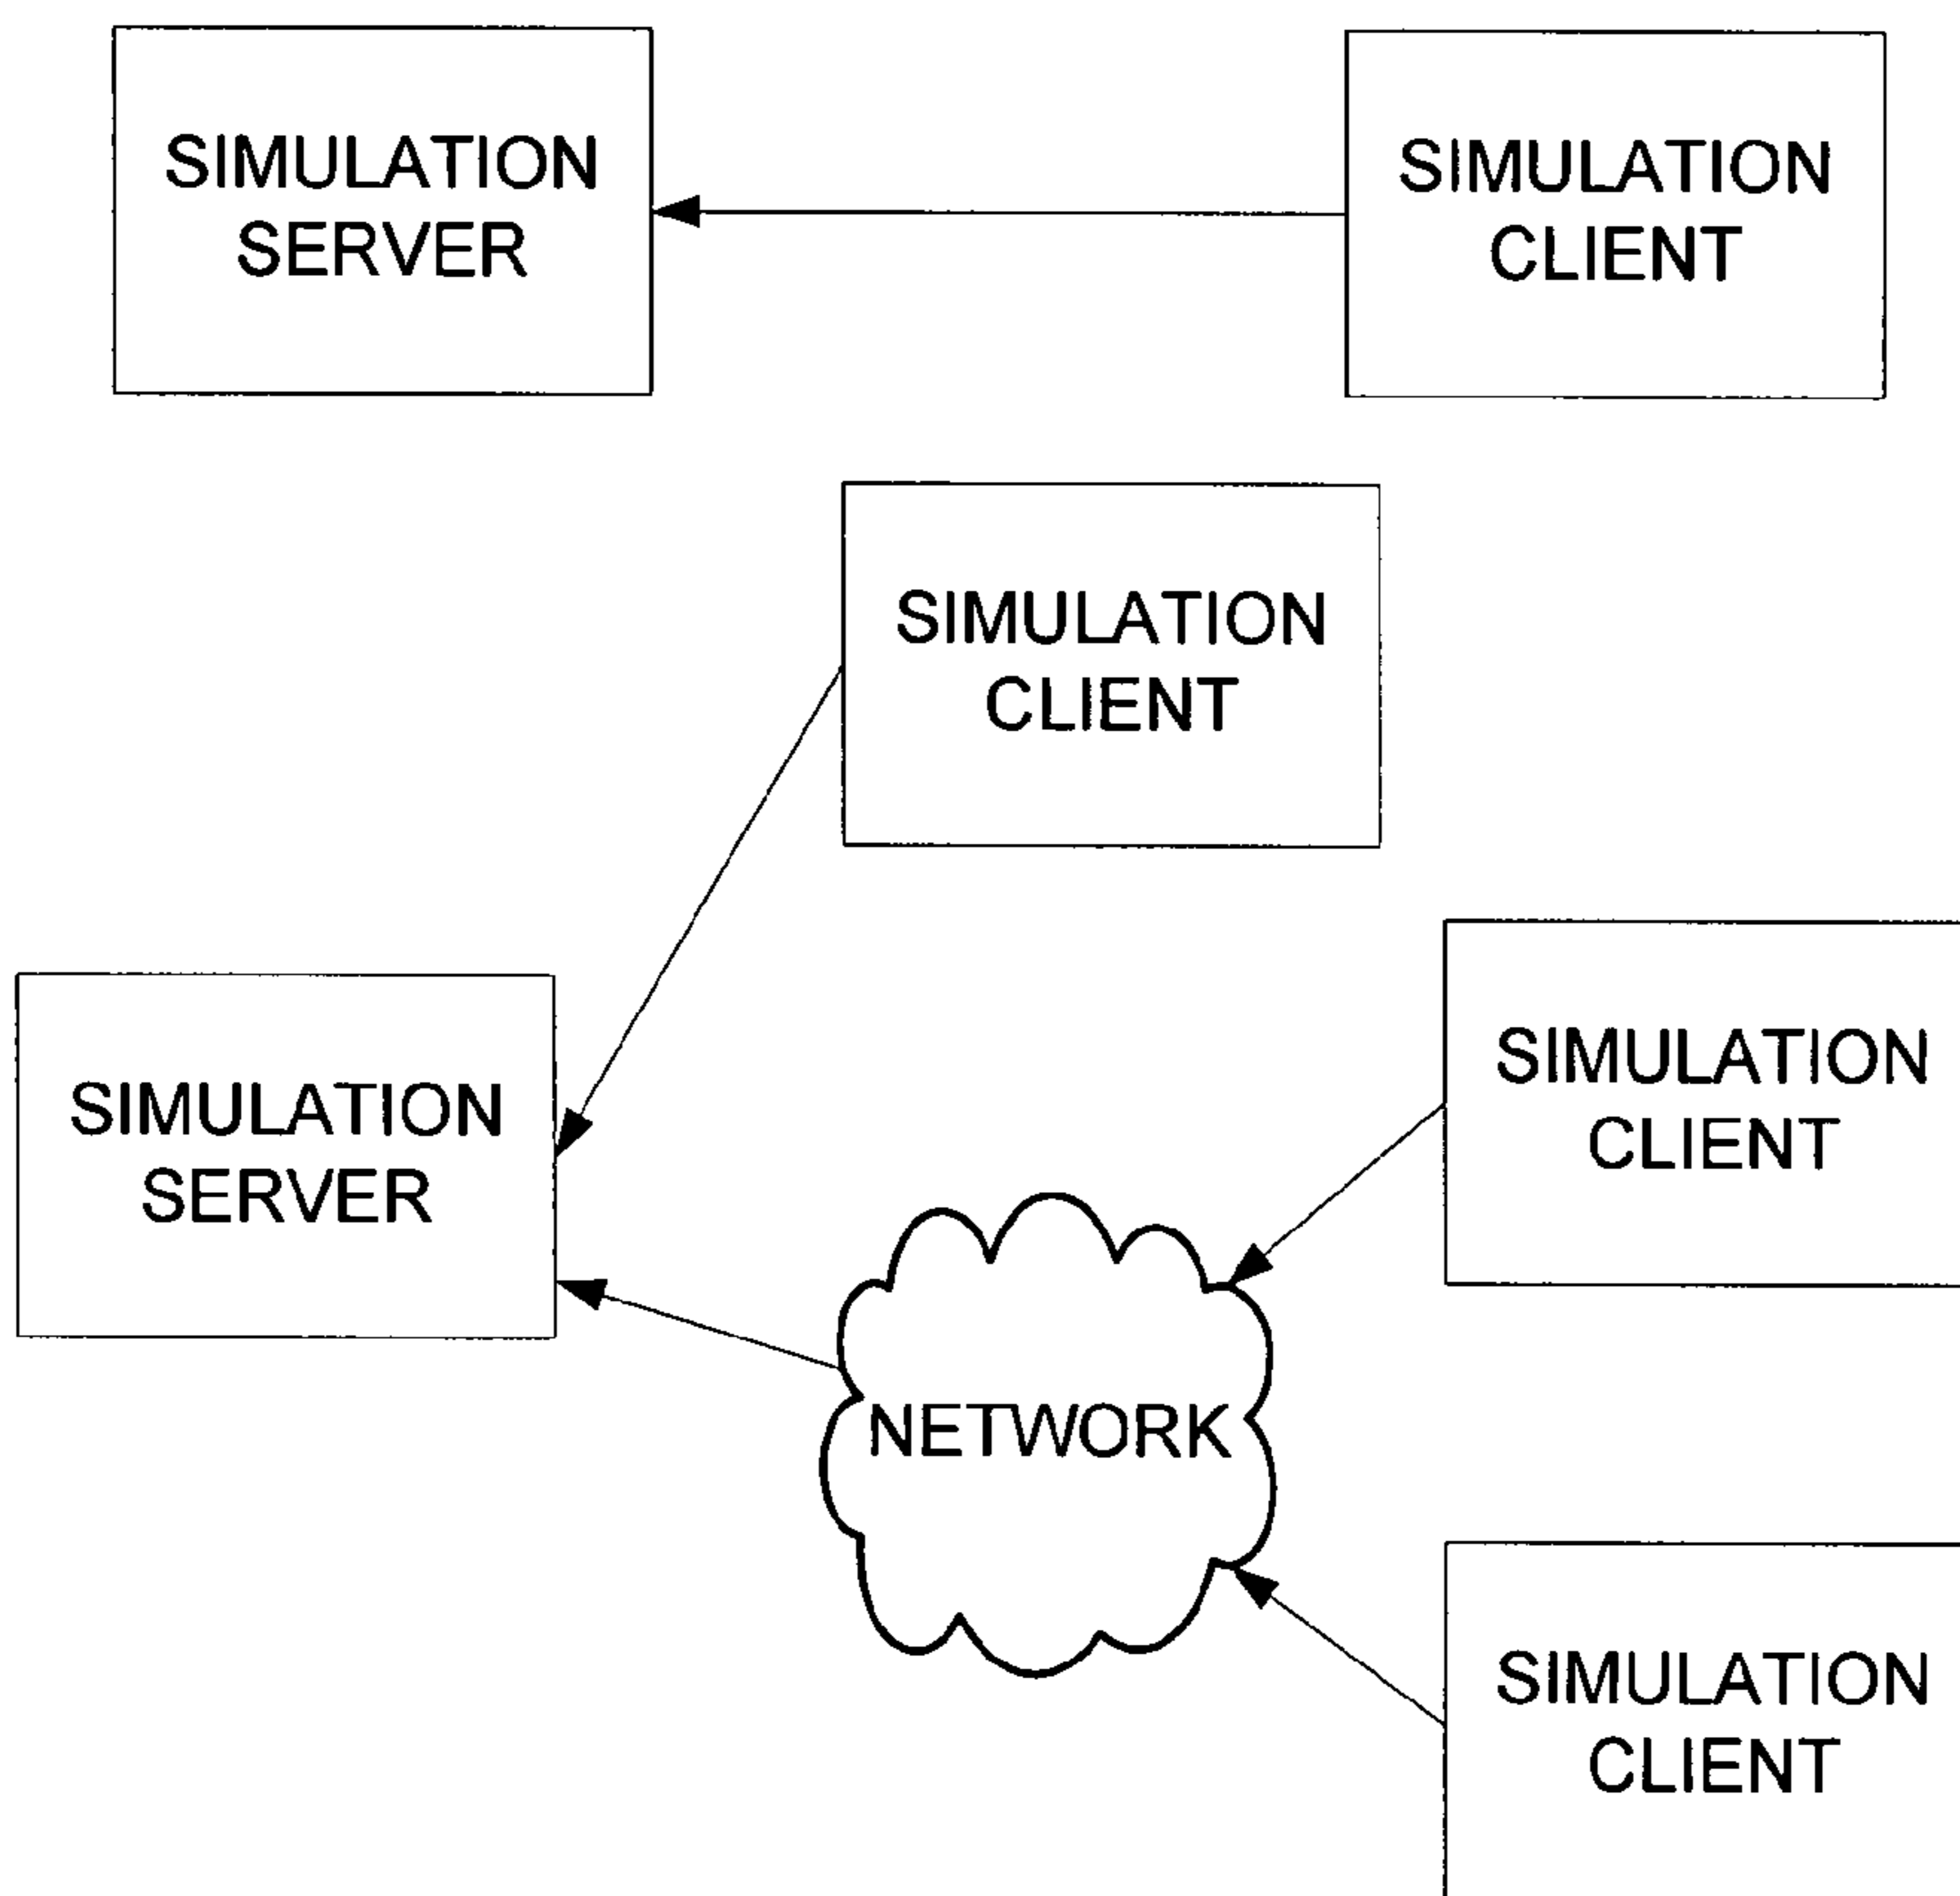 SIMULATION
SERVER
SIMULATION
CLIENT
SIMULATION
CLIENT
SIMULATION
SERVER
SIMULATION
CLIENT
NETWORK
SIMULATION
CLIENT